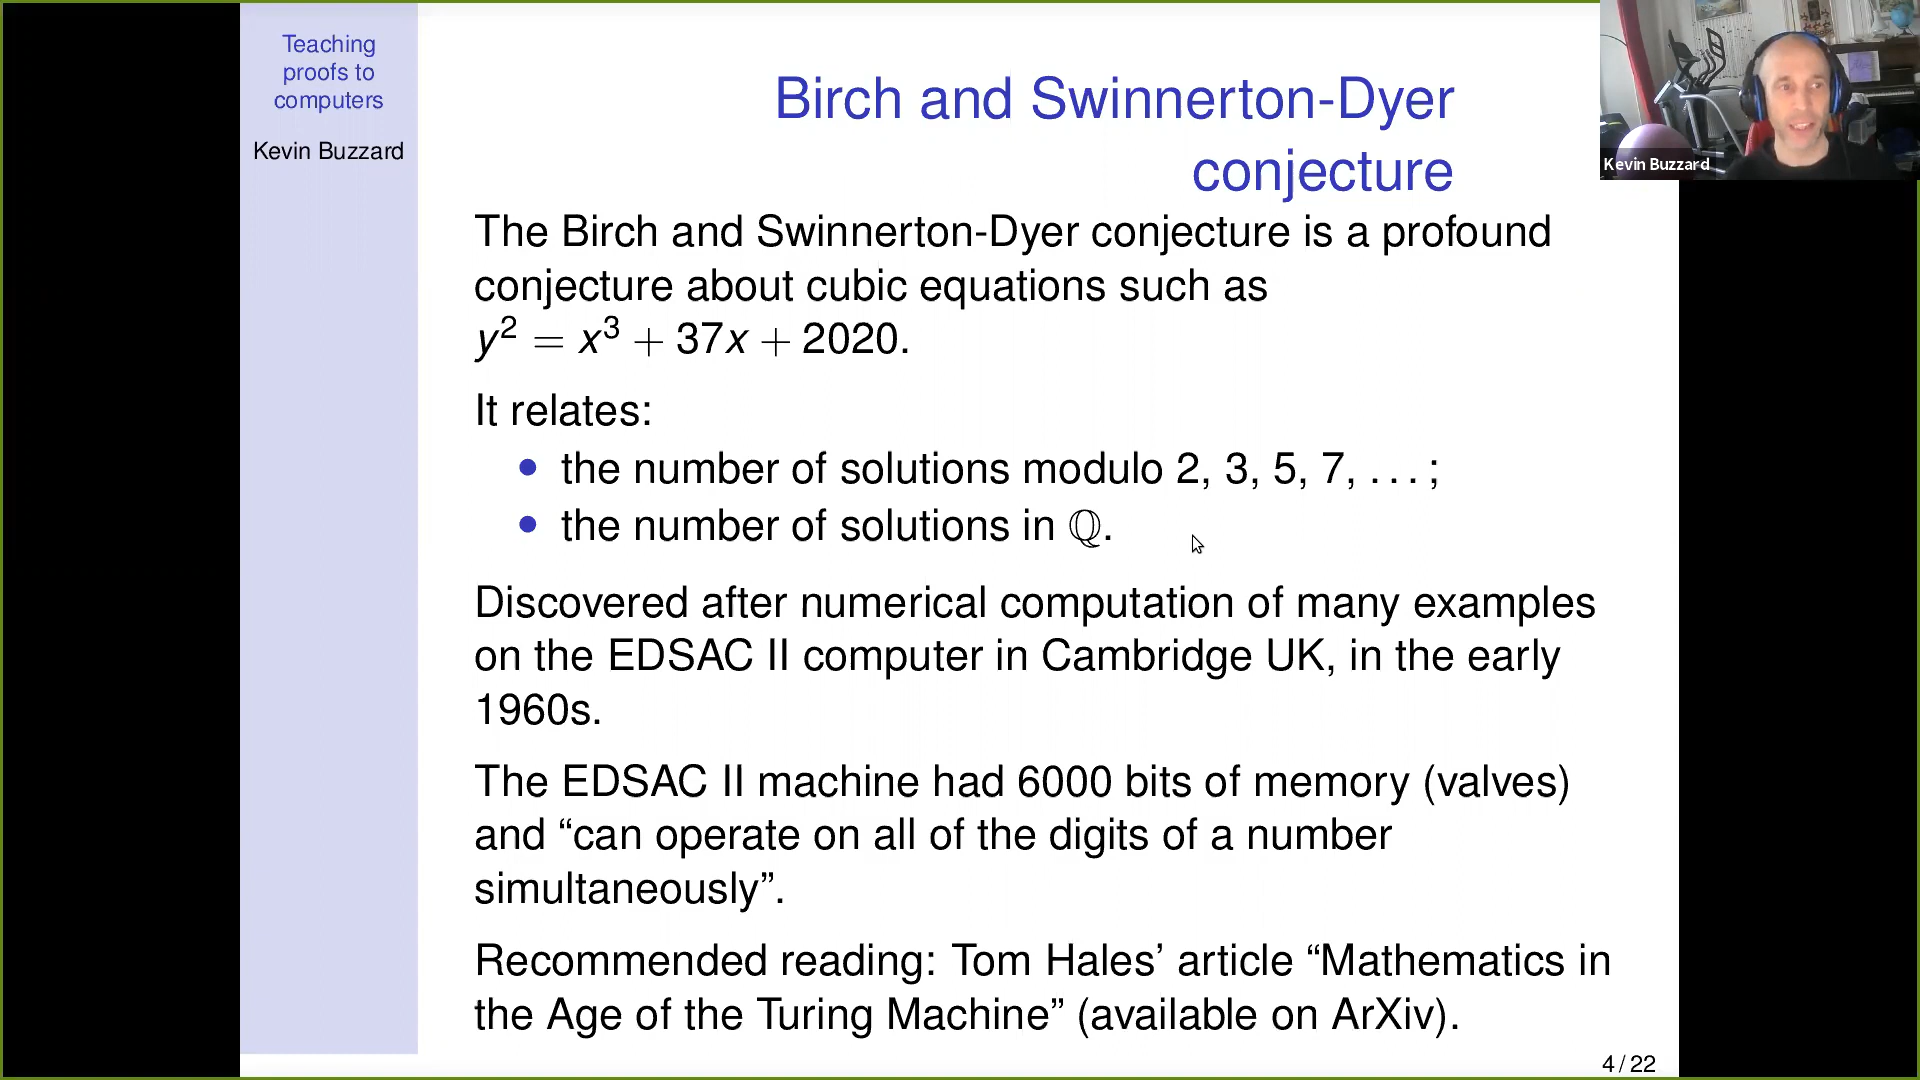 Teaching
proofs to
computers
Kevin Buzzard
Birch and Swinnerton-Dyer
conjecture
The Birch and Swinnerton-Dyer conjecture is a profound
conjecture about cubic equations such as
y² = x³ + 37x + 2020.
It relates:
• the number of solutions modulo 2, 3, 5, 7, . . . ;
• the number of solutions in ℚ.
Discovered after numerical computation of many examples
on the EDSAC II computer in Cambridge UK, in the early
1960s.
The EDSAC II machine had 6000 bits of memory (valves)
and “can operate on all of the digits of a number
simultaneously”.
Recommended reading: Tom Hales’ article “Mathematics in
the Age of the Turing Machine” (available on ArXiv).
4 / 22
Kevin Buzzard